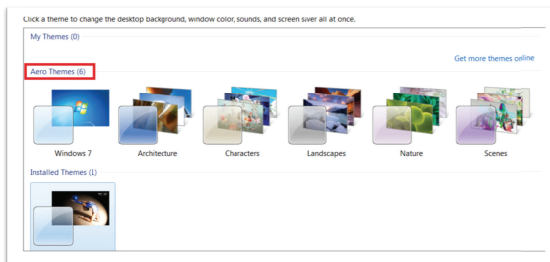 Click a theme to change the desktop background, window color, sounds, and screen saver all at once.
My Themes (0)
Get more themes online
Aero Themes (6)
Windows 7
Architecture
Characters
Landscapes
Nature
Scenes
Installed Themes (1)